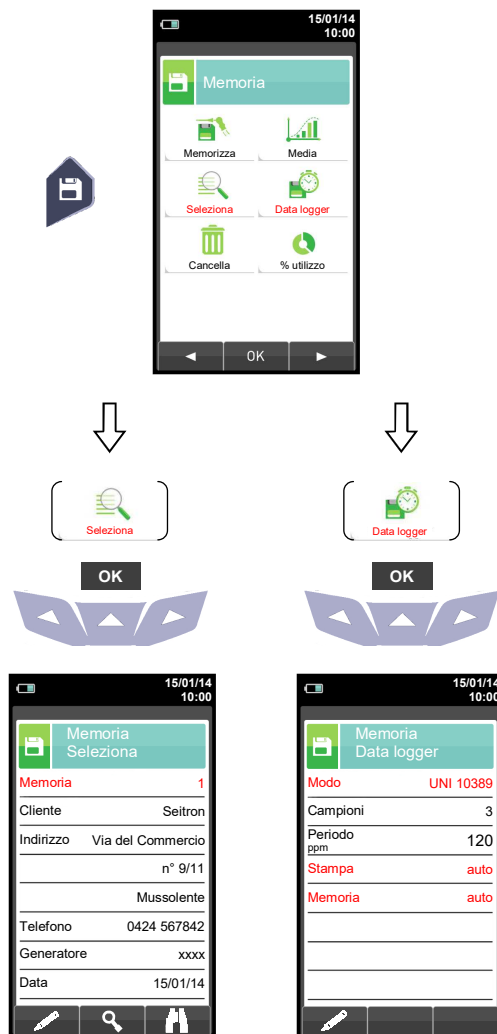 15/01/14
10:00
Memoria
Memorizza
Media
Seleziona
Data logger
Cancella
% utilizzo
OK
Seleziona
Data logger
OK
OK
15/01/14
10:00
Memoria
Seleziona
Memoria 1
Cliente Seitron
Indirizzo Via del Commercio
n° 9/11
Mussolente
Telefono 0424 567842
Generatore xxxx
Data 15/01/14
15/01/14
10:00
Memoria
Data logger
Modo UNI 10389
Campioni 3
Periodo 120
ppm
Stampa auto
Memoria auto